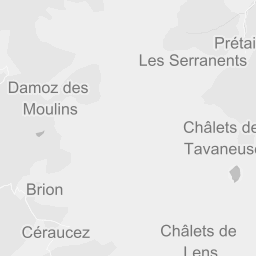 Prétai
Les Serranents
Damoz des
Moulins
Châlets de
Tavaneuse
Brion
Céraucez
Châlets de
Lens